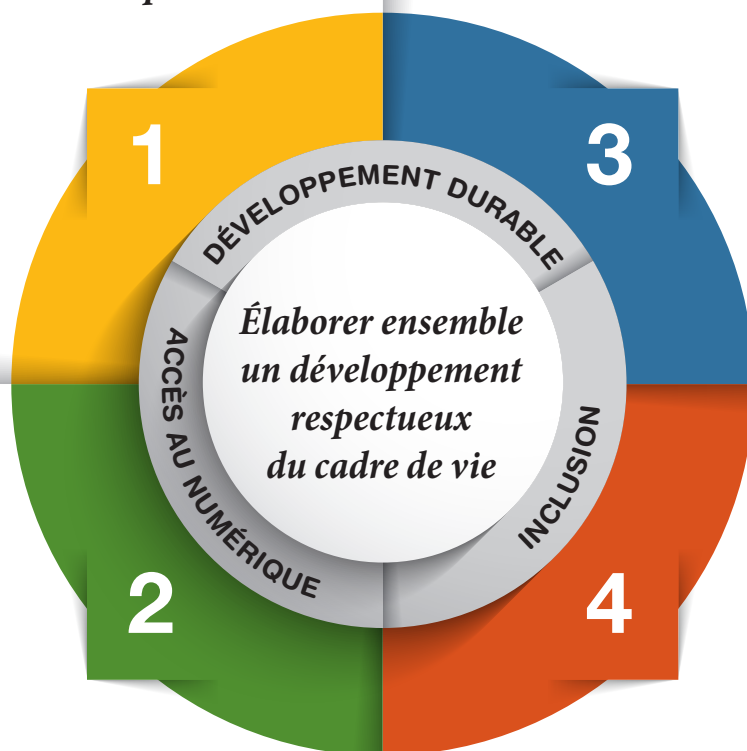 1
3
DÉVELOPPEMENT DURABLE
Élaborer ensemble
un développement
respectueux
du cadre de vie
ACCÈS AU NUMÉRIQUE
INCLUSION
2
4